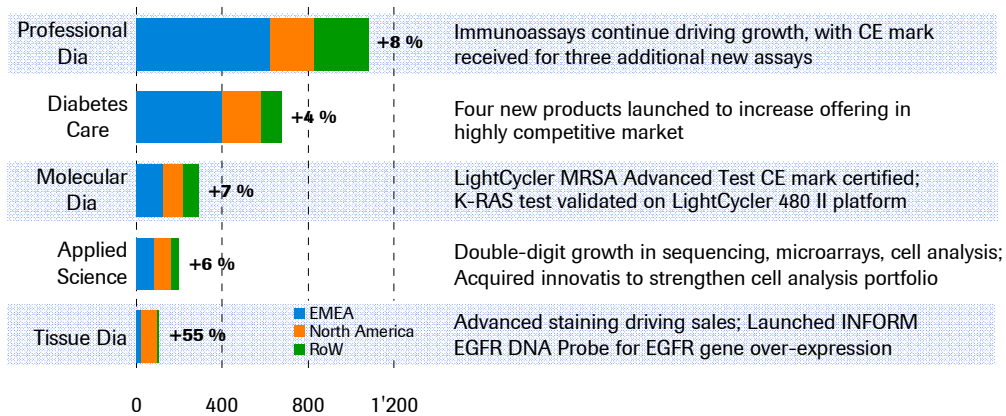 Professional
Dia
+8 %
Immunoassays continue driving growth, with CE mark
received for three additional new assays
Diabetes
Care
+4 %
Four new products launched to increase offering in
highly competitive market
Molecular
Dia
+7 %
LightCycler MRSA Advanced Test CE mark certified;
K-RAS test validated on LightCycler 480 II platform
Applied
Science
+6 %
Double-digit growth in sequencing, microarrays, cell analysis;
Acquired innovatis to strengthen cell analysis portfolio
Tissue Dia
+55 %
EMEA
North America
RoW
Advanced staining driving sales; Launched INFORM
EGFR DNA Probe for EGFR gene over-expression
0 400 800 1'200